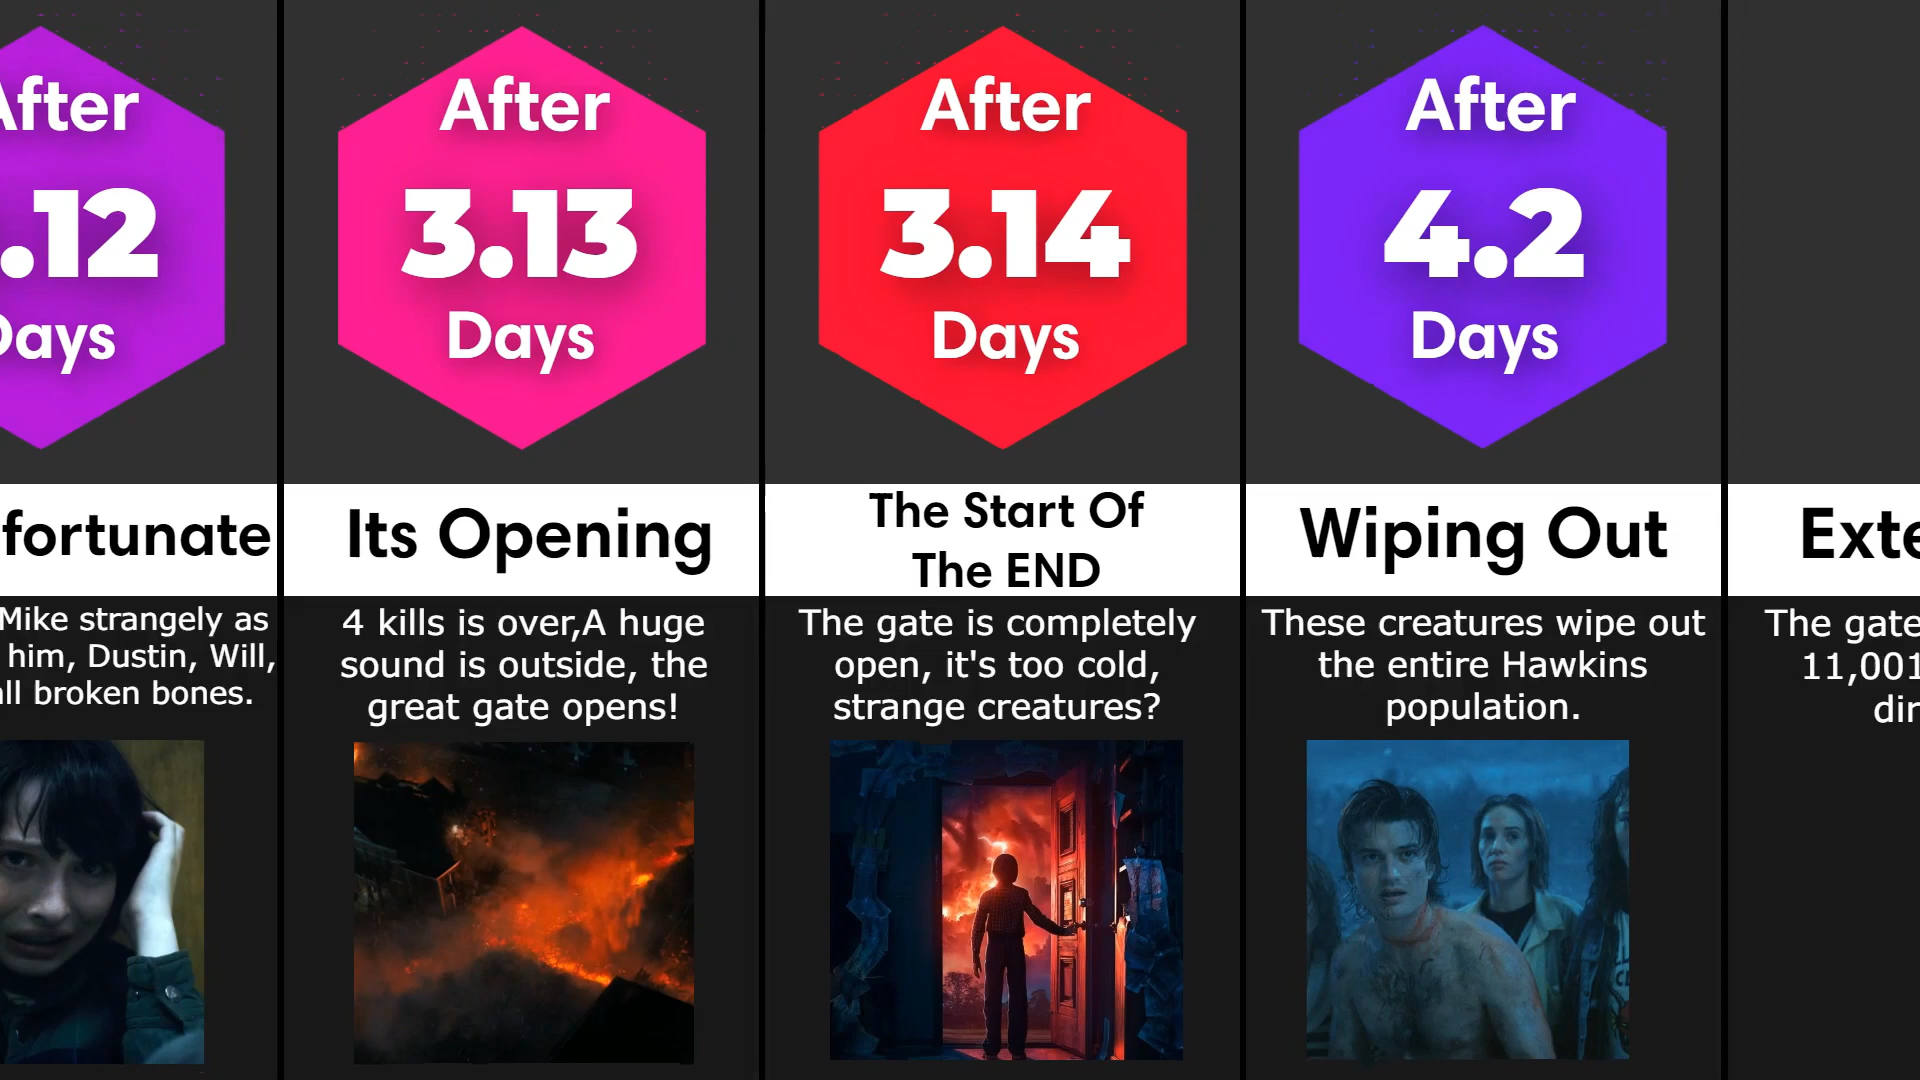 After
.12
Days
fortunate
Mike strangely as
him, Dustin, Will,
all broken bones.
After
3.13
Days
Its Opening
4 kills is over,A huge
sound is outside, the
great gate opens!
After
3.14
Days
The Start Of
The END
The gate is completely
open, it's too cold,
strange creatures?
After
4.2
Days
Wiping Out
These creatures wipe out
the entire Hawkins
population.
Exte
The gate
11,001
dir